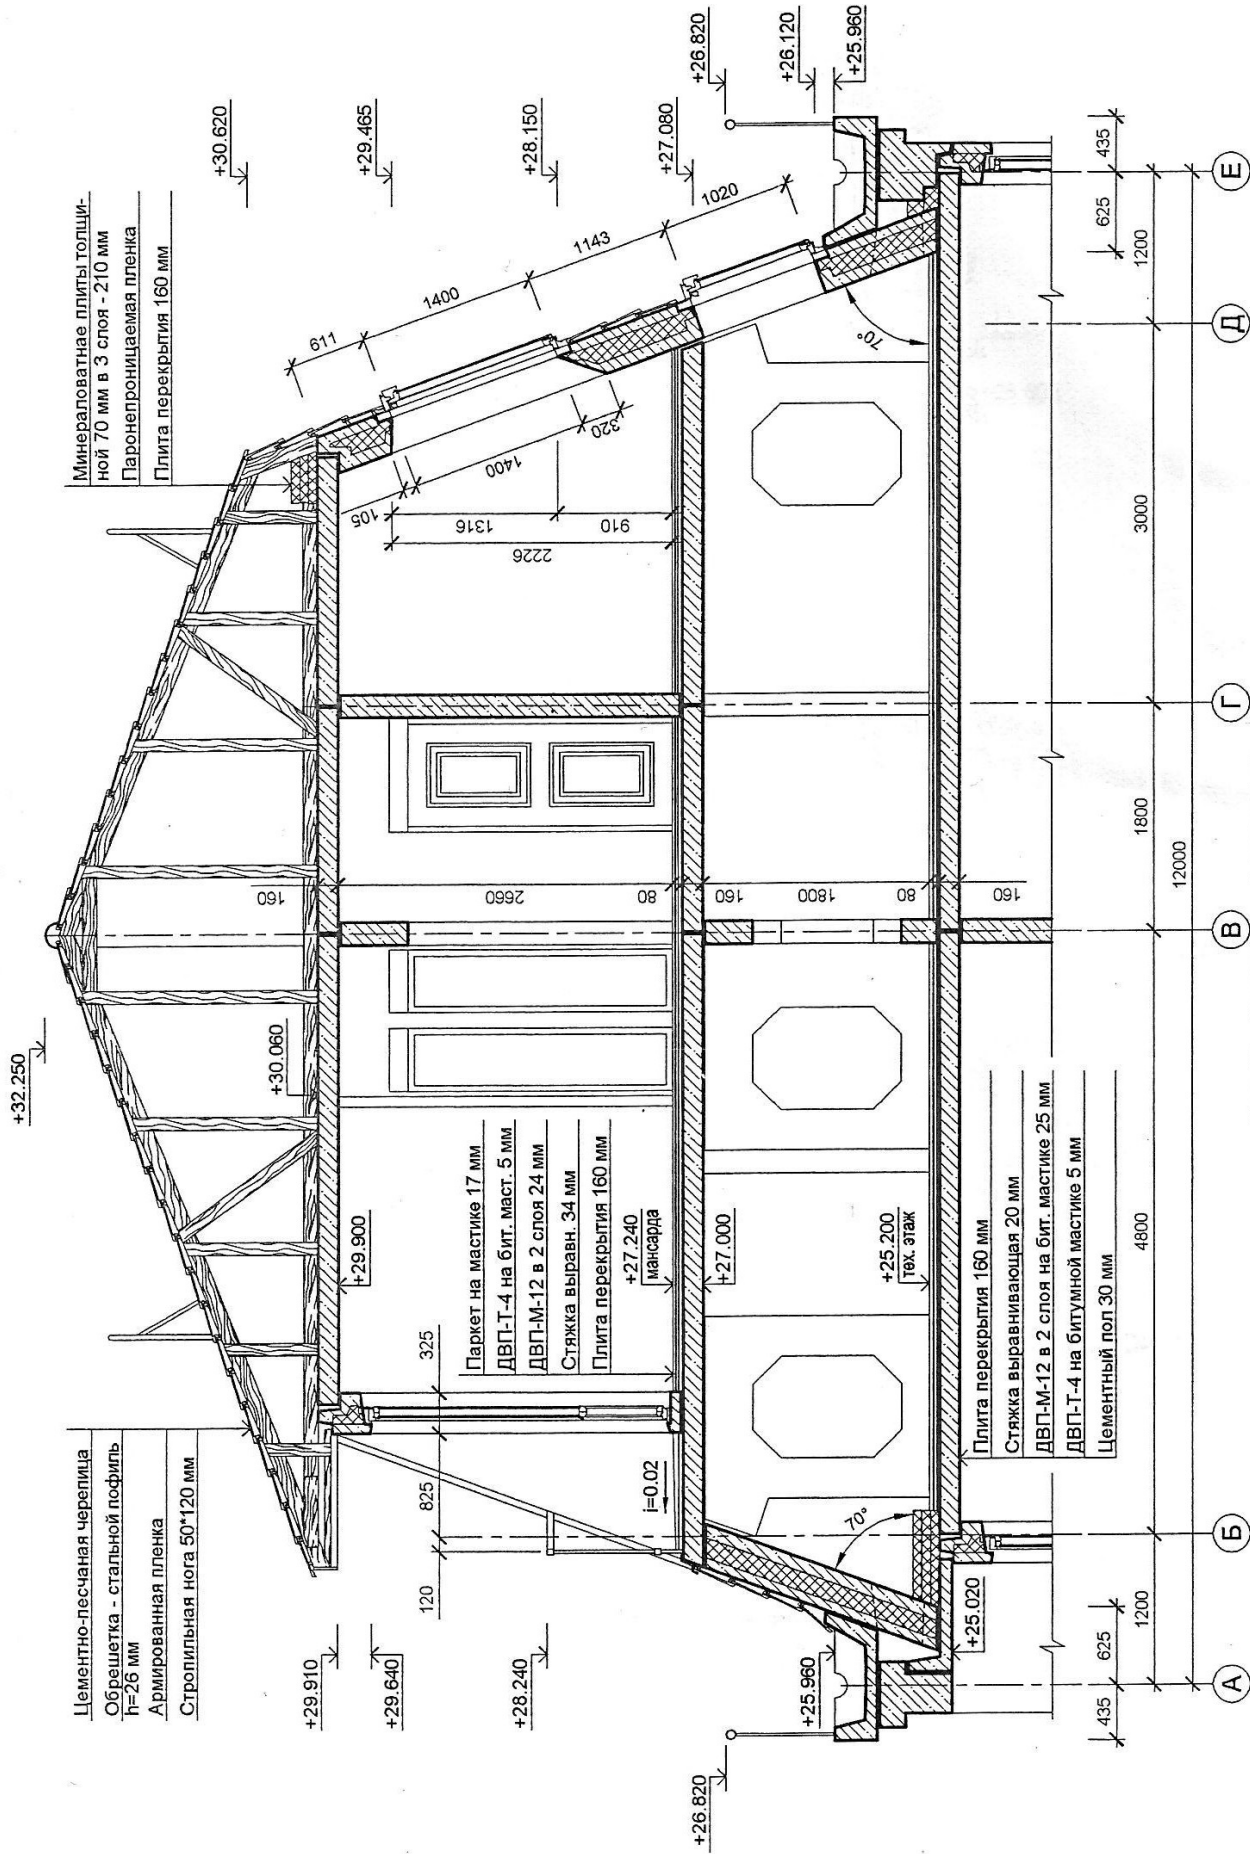 +32.250
Цементно-песчаная черепица
Обрешетка - стальной пофиль
h=26 мм
Армированная пленка
Стропильная нога 50*120 мм
Минераловатнае плиты толщи-
ной 70 мм в 3 слоя - 210 мм
Паронепроницаемая пленка
Плита перекрытия 160 мм
+30.620
+29.465
+28.150
+27.080
+26.820
+26.120
+25.960
611
1400
1143
1020
105
1400
320
1316
910
2226
+30.060
160
2660
80
160
1800
80
160
+29.910
+29.640
+28.240
+25.960
+26.820
120
825
325
+29.900
Паркет на мастике 17 мм
ДВП-Т-4 на бит. маст. 5 мм
ДВП-М-12 в 2 слоя 24 мм
Стяжка выравн. 34 мм
Плита перекрытия 160 мм
+27.240
мансарда
i=0.02
+27.000
+25.200
тех. этаж
70°
70°
+25.020
Плита перекрытия 160 мм
Стяжка выравнивающая 20 мм
ДВП-М-12 в 2 слоя на бит. мастике 25 мм
ДВП-Т-4 на битумной мастике 5 мм
Цементный пол 30 мм
435
625
625
435
1200
4800
1800
3000
1200
12000
А
Б
В
Г
Д
Е